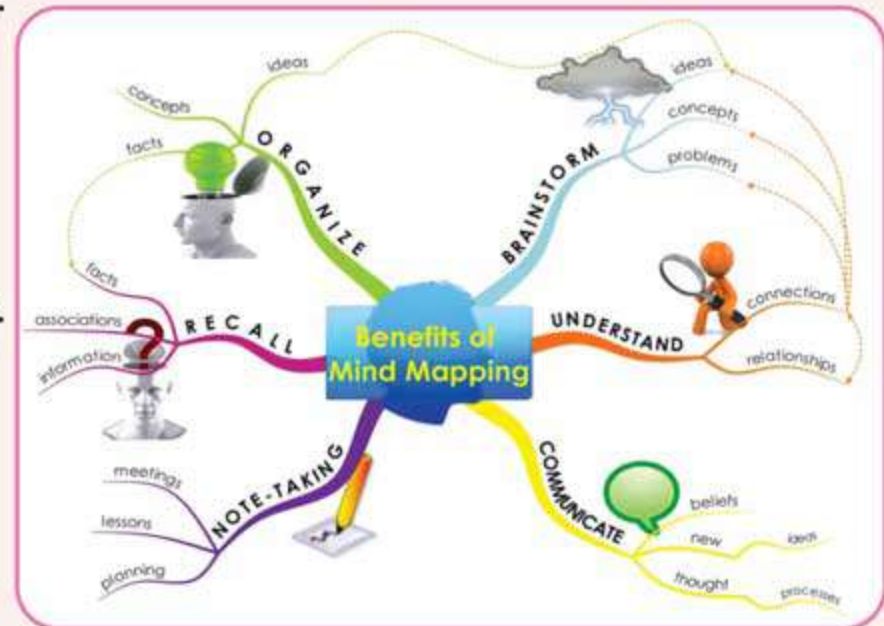 Benefits of
Mind Mapping
BRAINSTORM
ideas
concepts
problems
UNDERSTAND
connections
relationships
COMMUNICATE
beliefs
new
ideas
thought
processes
NOTE-TAKING
meetings
lessons
planning
RECALL
facts
associations
information
ORGANIZE
ideas
concepts
facts